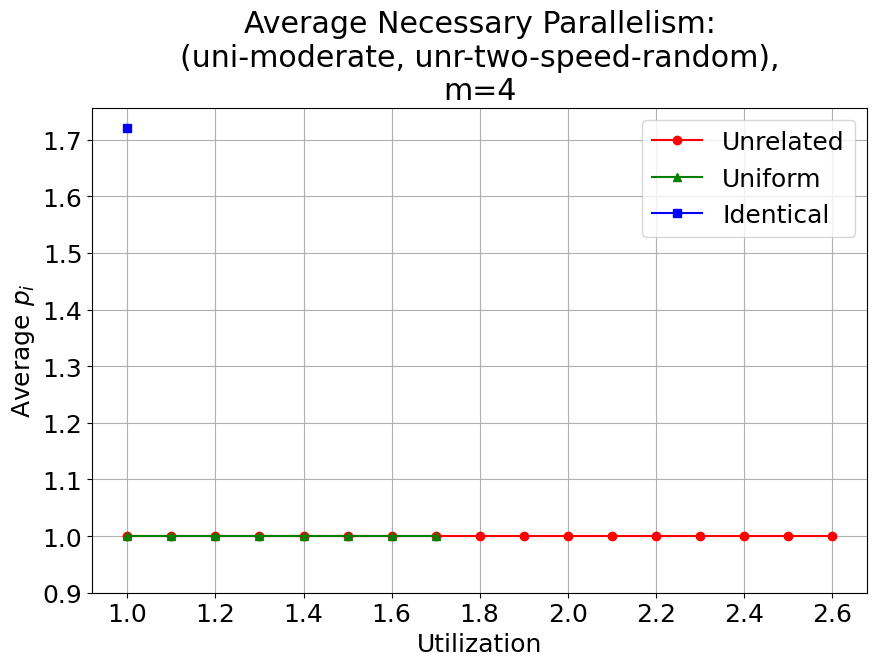 Average Necessary Parallelism:
(uni-moderate, unr-two-speed-random),
m=4
Unrelated
Uniform
Identical
Average $p_i$
1.7
1.6
1.5
1.4
1.3
1.2
1.1
1.0
0.9
1.0 1.2 1.4 1.6 1.8 2.0 2.2 2.4 2.6
Utilization